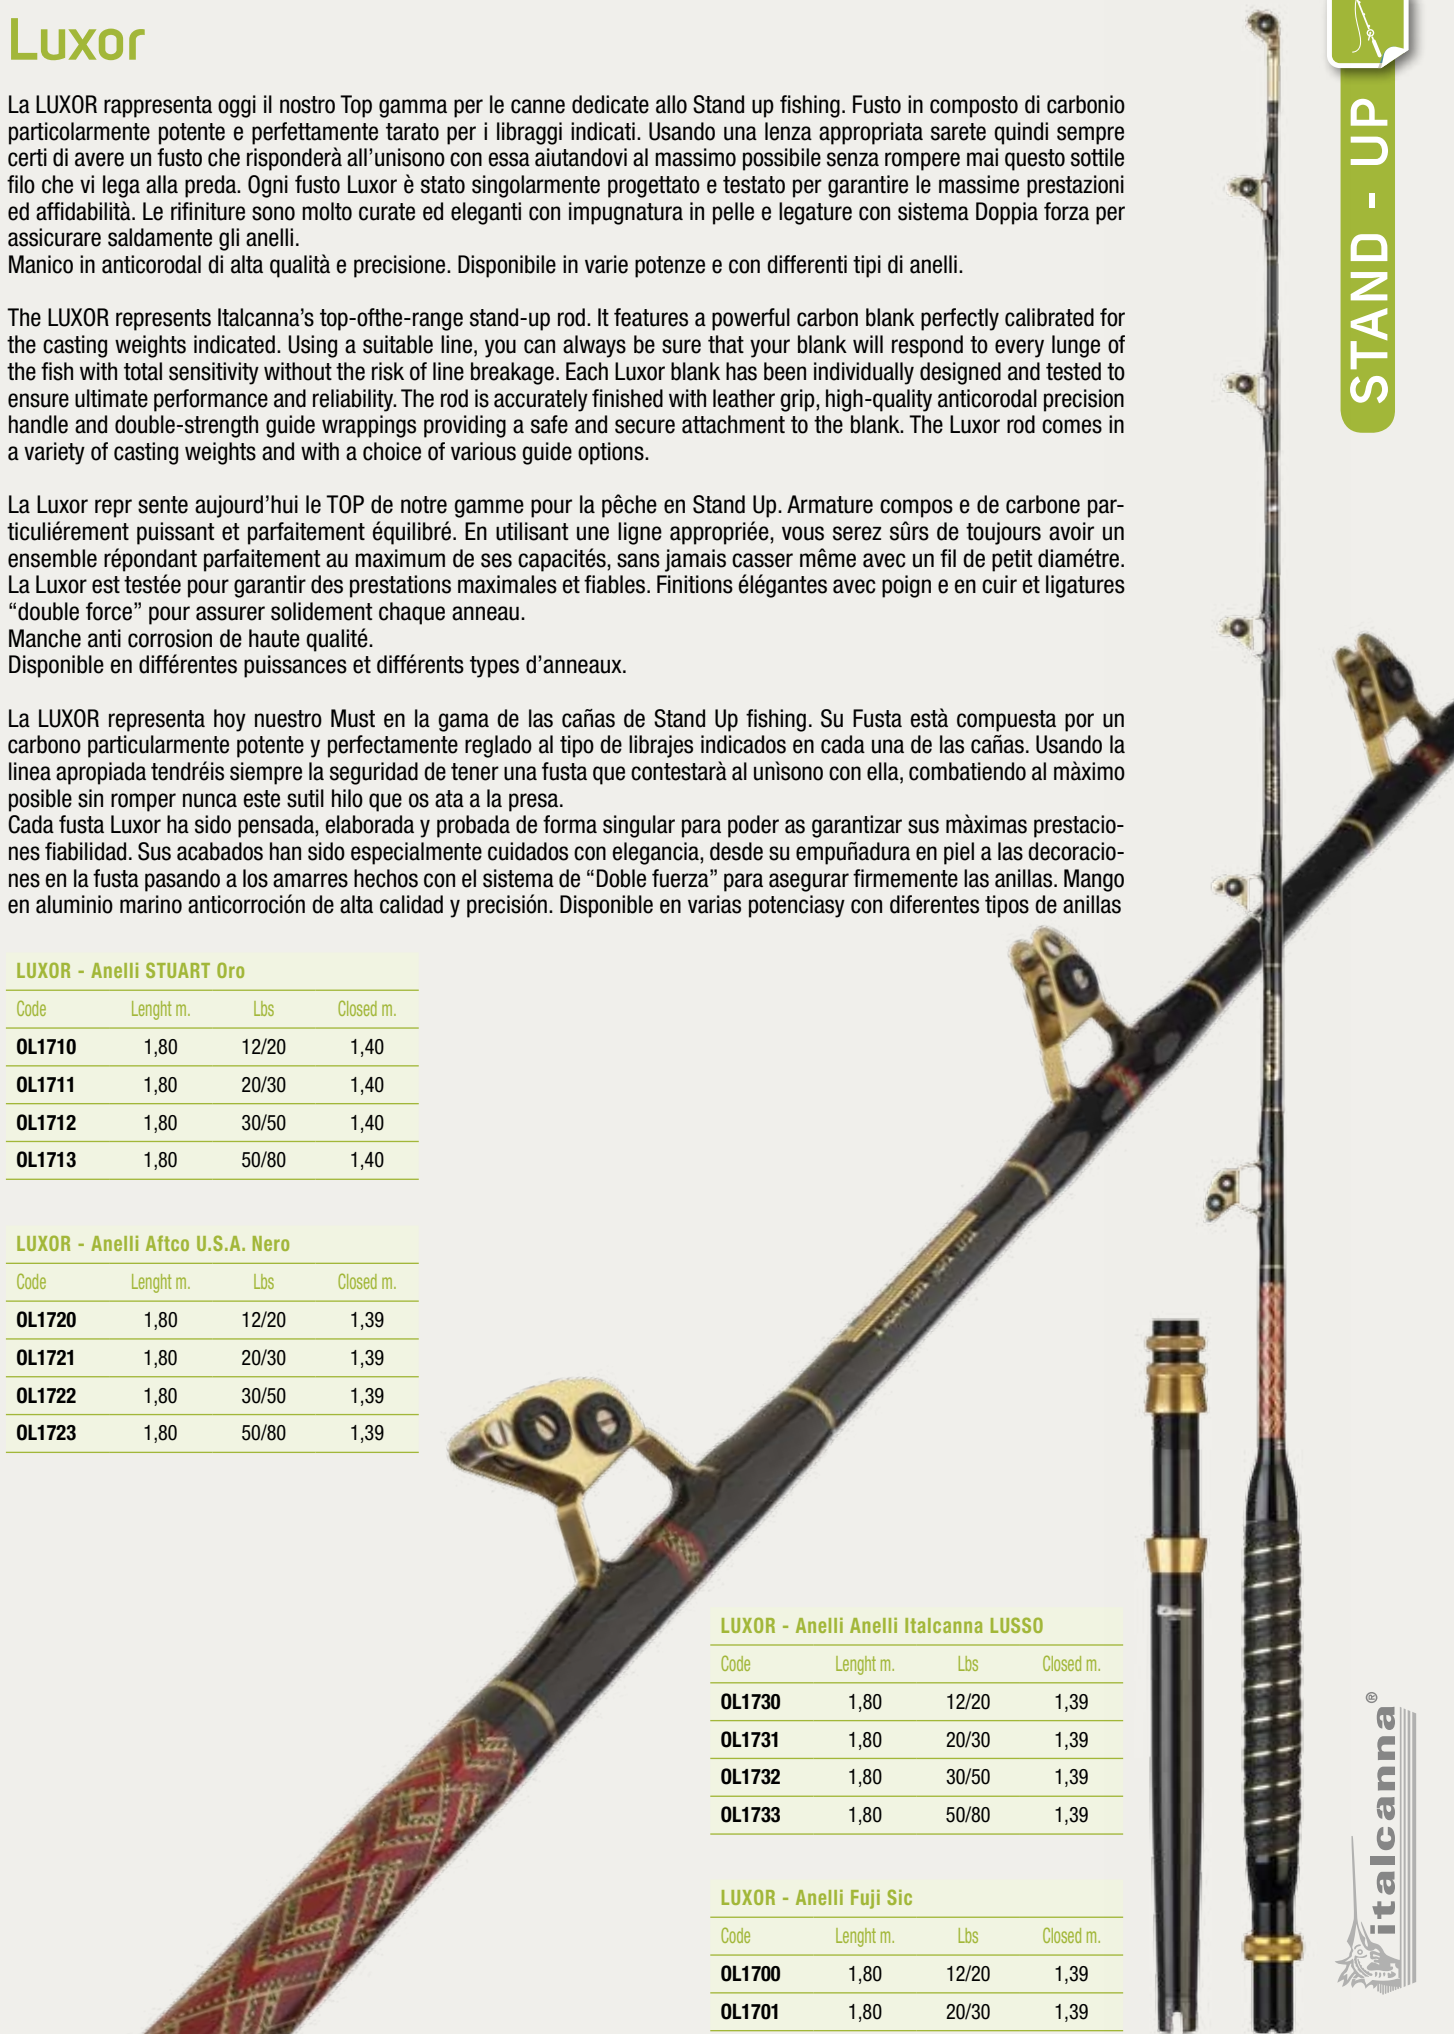 Luxor
La LUXOR rappresenta oggi il nostro Top gamma per le canne dedicate allo Stand up fishing. Fusto in composto di carbonio
particolarmente potente e perfettamente tarato per i libraggi indicati. Usando una lenza appropriata sarete quindi sempre
certi di avere un fusto che risponderà all'unisono con essa aiutandovi al massimo possibile senza rompere mai questo sottile
filo che vi lega alla preda. Ogni fusto Luxor è stato singolarmente progettato e testato per garantire le massime prestazioni
ed affidabilità. Le rifiniture sono molto curate ed eleganti con impugnatura in pelle e legature con sistema Doppia forza per
assicurare saldamente gli anelli.
Manico in anticorodal di alta qualità e precisione. Disponibile in varie potenze e con differenti tipi di anelli.
The LUXOR represents Italcanna's top-ofthe-range stand-up rod. It features a powerful carbon blank perfectly calibrated for
the casting weights indicated. Using a suitable line, you can always be sure that your blank will respond to every lunge of
the fish with total sensitivity without the risk of line breakage. Each Luxor blank has been individually designed and tested to
ensure ultimate performance and reliability. The rod is accurately finished with leather grip, high-quality anticorodal precision
handle and double-strength guide wrappings providing a safe and secure attachment to the blank. The Luxor rod comes in
a variety of casting weights and with a choice of various guide options.
La Luxor repr sente aujourd'hui le TOP de notre gamme pour la pêche en Stand Up. Armature compos e de carbone par-
ticuliérement puissant et parfaitement équilibré. En utilisant une ligne appropriée, vous serez sûrs de toujours avoir un
ensemble répondant parfaitement au maximum de ses capacités, sans jamais casser même avec un fil de petit diamétre.
La Luxor est testée pour garantir des prestations maximales et fiables. Finitions élégantes avec poign e en cuir et ligatures
“double force” pour assurer solidement chaque anneau.
Manche anti corrosion de haute qualité.
Disponible en différentes puissances et différents types d'anneaux.
La LUXOR representa hoy nuestro Must en la gama de las cañas de Stand Up fishing. Su Fusta està compuesta por un
carbono particularmente potente y perfectamente reglado al tipo de librajes indicados en cada una de las cañas. Usando la
linea apropiada tendréis siempre la seguridad de tener una fusta que contestarà al unìsono con ella, combatiendo al màximo
posible sin romper nunca este sutil hilo que os ata a la presa.
Cada fusta Luxor ha sido pensada, elaborada y probada de forma singular para poder as garantizar sus màximas prestacio-
nes fiabilidad. Sus acabados han sido especialmente cuidados con elegancia, desde su empuñadura en piel a las decoracio-
nes en la fusta pasando a los amarres hechos con el sistema de “Doble fuerza” para asegurar firmemente las anillas. Mango
en aluminio marino anticorroción de alta calidad y precisión. Disponible en varias potenciasy con diferentes tipos de anillas
LUXOR - Anelli STUART Oro
Code Lenght m. Lbs Closed m.
OL1710 1,80 12/20 1,40
OL1711 1,80 20/30 1,40
OL1712 1,80 30/50 1,40
OL1713 1,80 50/80 1,40
LUXOR - Anelli Aftco U.S.A. Nero
Code Lenght m. Lbs Closed m.
OL1720 1,80 12/20 1,39
OL1721 1,80 20/30 1,39
OL1722 1,80 30/50 1,39
OL1723 1,80 50/80 1,39
LUXOR - Anelli Anelli Italcanna LUSSO
Code Lenght m. Lbs Closed m.
OL1730 1,80 12/20 1,39
OL1731 1,80 20/30 1,39
OL1732 1,80 30/50 1,39
OL1733 1,80 50/80 1,39
LUXOR - Anelli Fuji Sic
Code Lenght m. Lbs Closed m.
OL1700 1,80 12/20 1,39
OL1701 1,80 20/30 1,39
STAND - UP
italcanna®